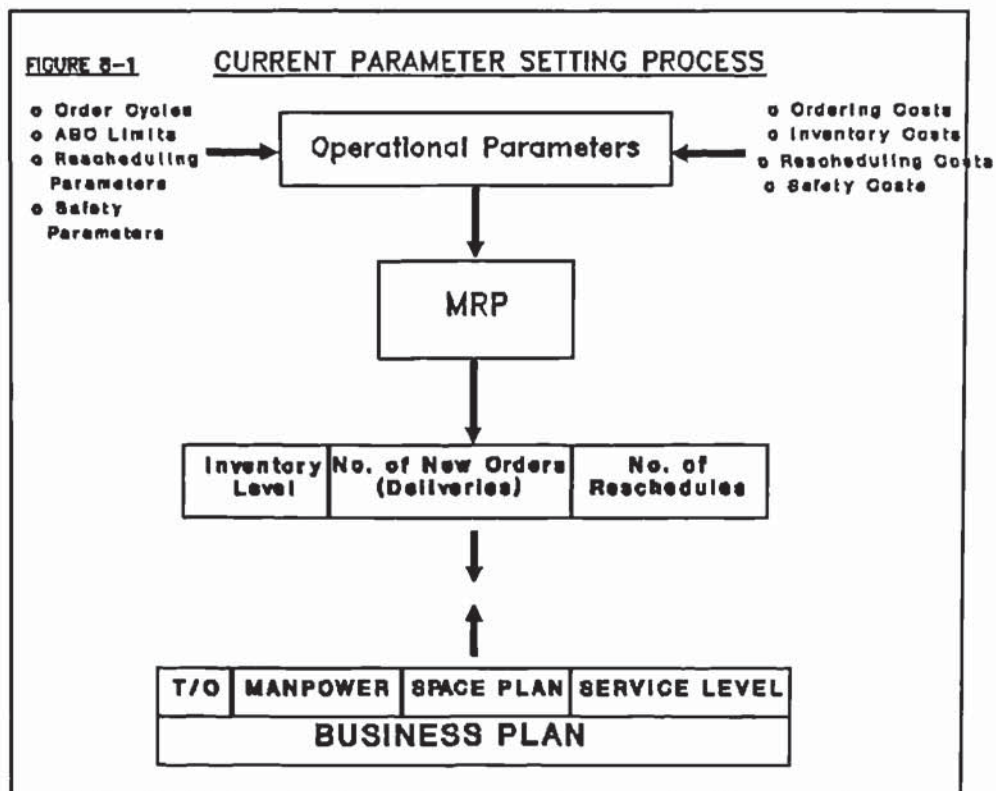 FIGURE 8-1
CURRENT PARAMETER SETTING PROCESS
o Order Cycles
o ABC Limits
o Rescheduling
Parameters
o Safety
Parameters
Operational Parameters
o Ordering Costs
o Inventory Costs
o Rescheduling Costs
o Safety Costs
MRP
Inventory Level
No. of New Orders
(Deliveries)
No. of
Reschedules
T/O
MANPOWER
SPACE PLAN
SERVICE LEVEL
BUSINESS PLAN